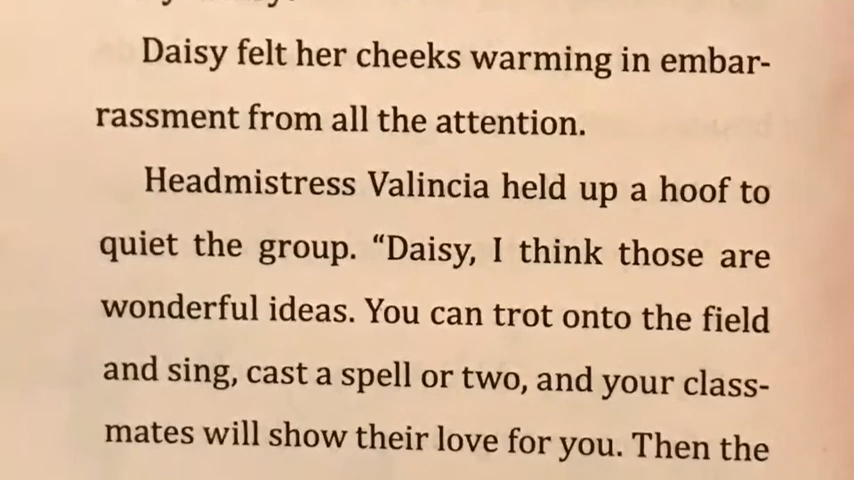 Daisy felt her cheeks warming in embar-
rassment from all the attention.
Headmistress Valincia held up a hoof to
quiet the group. “Daisy, I think those are
wonderful ideas. You can trot onto the field
and sing, cast a spell or two, and your class-
mates will show their love for you. Then the